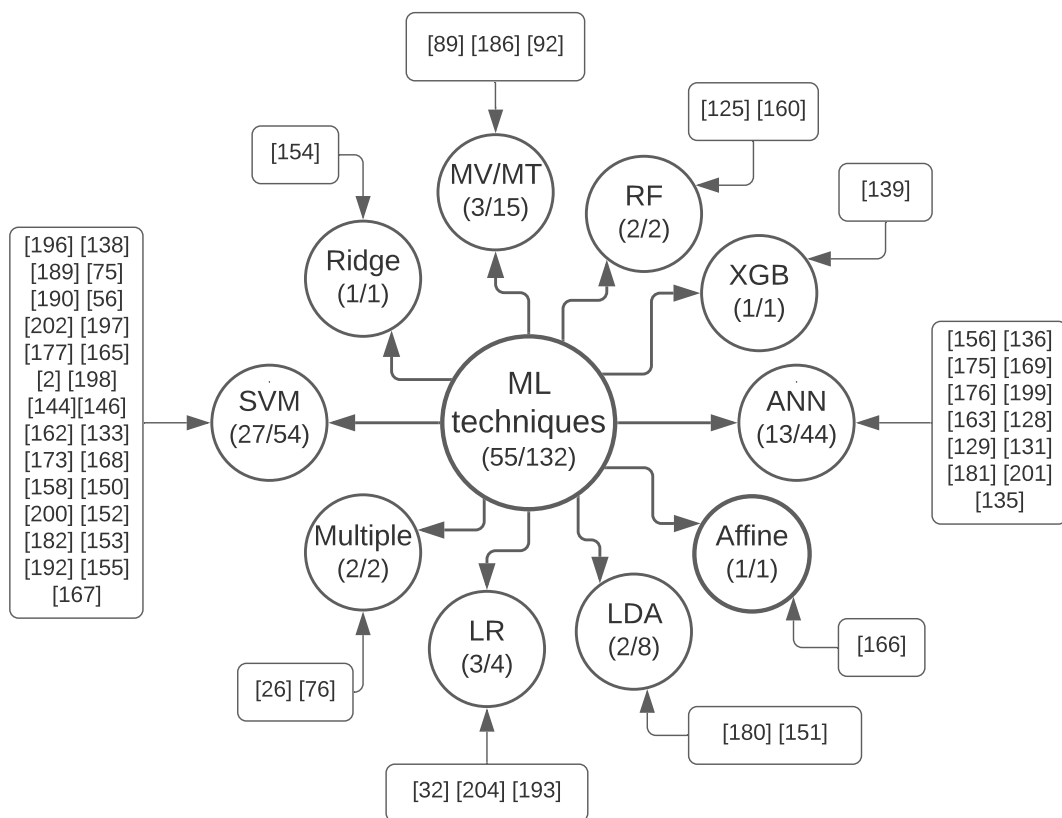 [89] [186] [92]
[125] [160]
[154]
[139]
MV/MT
(3/15)
RF
(2/2)
Ridge
(1/1)
XGB
(1/1)
[196] [138]
[189] [75]
[190] [56]
[202] [197]
[177] [165]
[2] [198]
[144][146]
[162] [133]
[173] [168]
[158] [150]
[200] [152]
[182] [153]
[192] [155]
[167]
SVM
(27/54)
ML
techniques
(55/132)
ANN
(13/44)
[156] [136]
[175] [169]
[176] [199]
[163] [128]
[129] [131]
[181] [201]
[135]
Multiple
(2/2)
Affine
(1/1)
LR
(3/4)
LDA
(2/8)
[166]
[26] [76]
[180] [151]
[32] [204] [193]